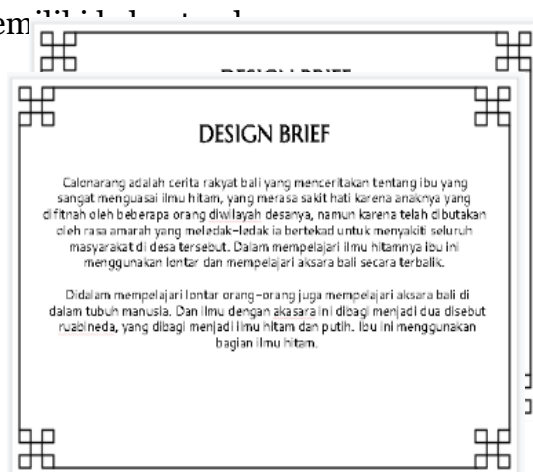 DESIGN BRIEF
DESIGN BRIEF
Calonarang adalah cerita rakyat bali yang menceritakan tentang ibu yang
sangat menguasai ilmu hitam, yang merasa sakit hati karena anaknya yang
difitnah oleh beberapa orang diwilayah desanya, namun karena telah dibutakan
oleh rasa amarah yang meledak-ledak ia bertekad untuk menyakiti seluruh
masyarakat di desa tersebut. Dalam mempelajari ilmu hitamnya ibu ini
menggunakan lontar dan mempelajari aksara bali secara terbalik.
Didalam mempelajari lontar orang-orang juga mempelajari aksara bali di
dalam tubuh manusia. Dan ilmu dengan akasara ini dibagi menjadi dua disebut
ruabineda, yang dibagi menjadi ilmu hitam dan putih. Ibu ini menggunakan
bagian ilmu hitam.